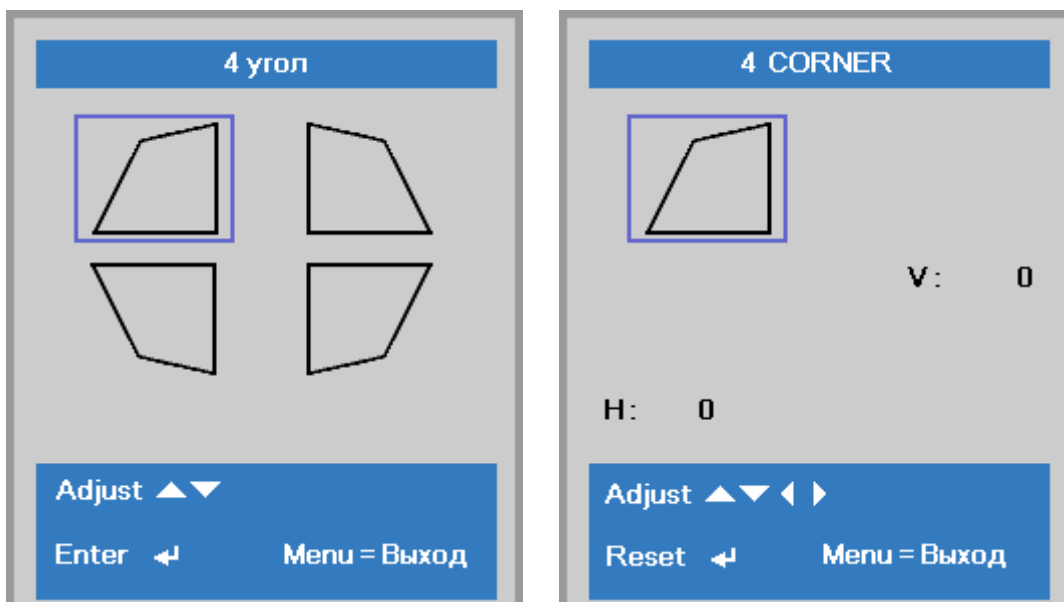 4 угол
Adjust
Enter Menu = Выход
4 CORNER
V: 0
H: 0
Adjust
Reset Menu = Выход